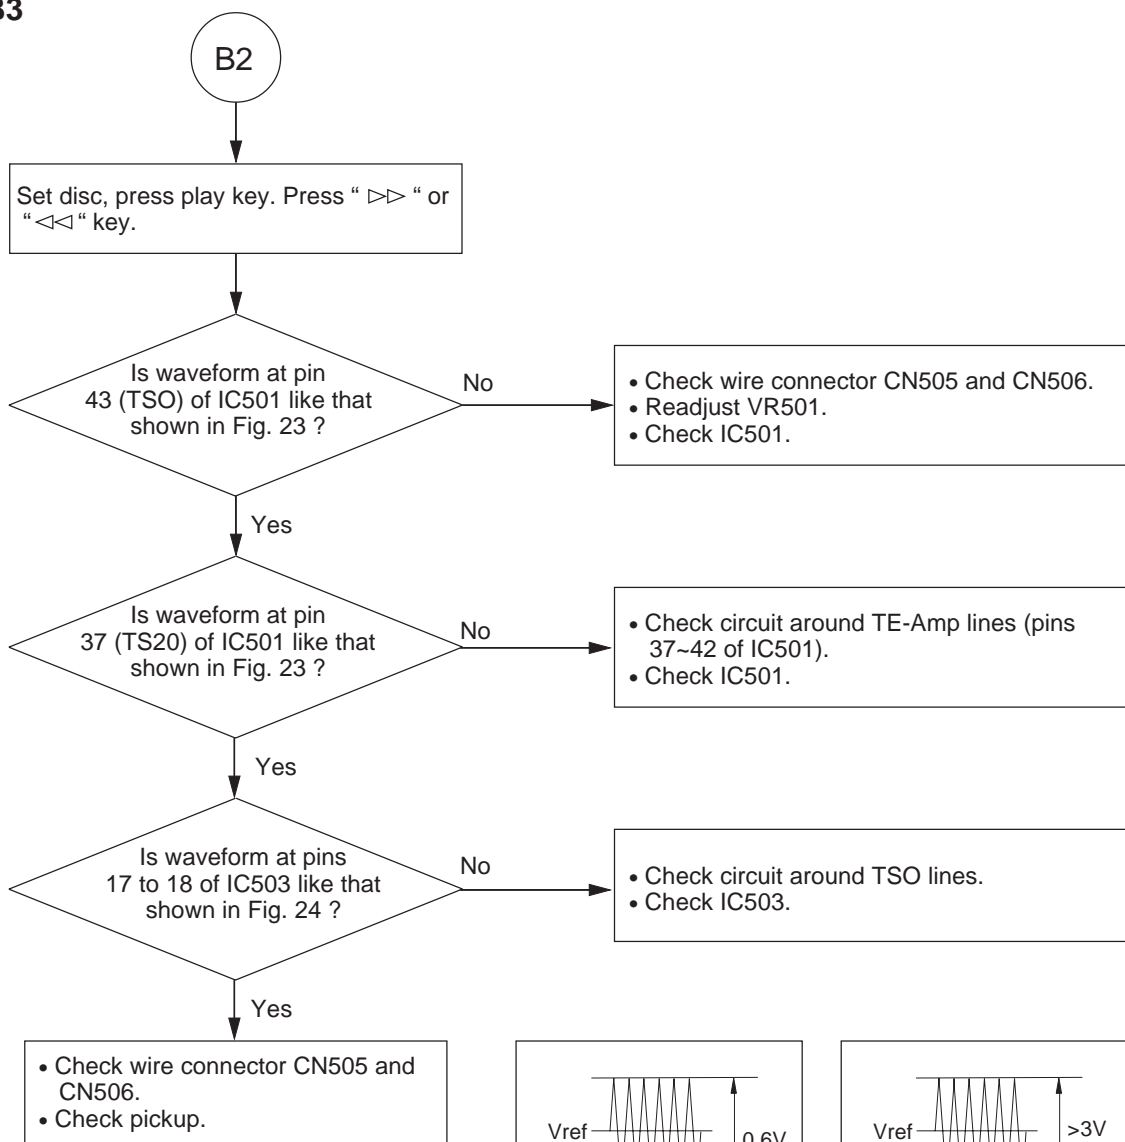 B2
Set disc, press play key. Press “ ▷▷ “ or
“ ◁◁ “ key.
Is waveform at pin
43 (TSO) of IC501 like that
shown in Fig. 23 ?
No
• Check wire connector CN505 and CN506.
• Readjust VR501.
• Check IC501.
Yes
Is waveform at pin
37 (TS20) of IC501 like that
shown in Fig. 23 ?
No
• Check circuit around TE-Amp lines (pins
37~42 of IC501).
• Check IC501.
Yes
Is waveform at pins
17 to 18 of IC503 like that
shown in Fig. 24 ?
No
• Check circuit around TSO lines.
• Check IC503.
Yes
• Check wire connector CN505 and
CN506.
• Check pickup.
Vref
0.6V
Vref
>3V